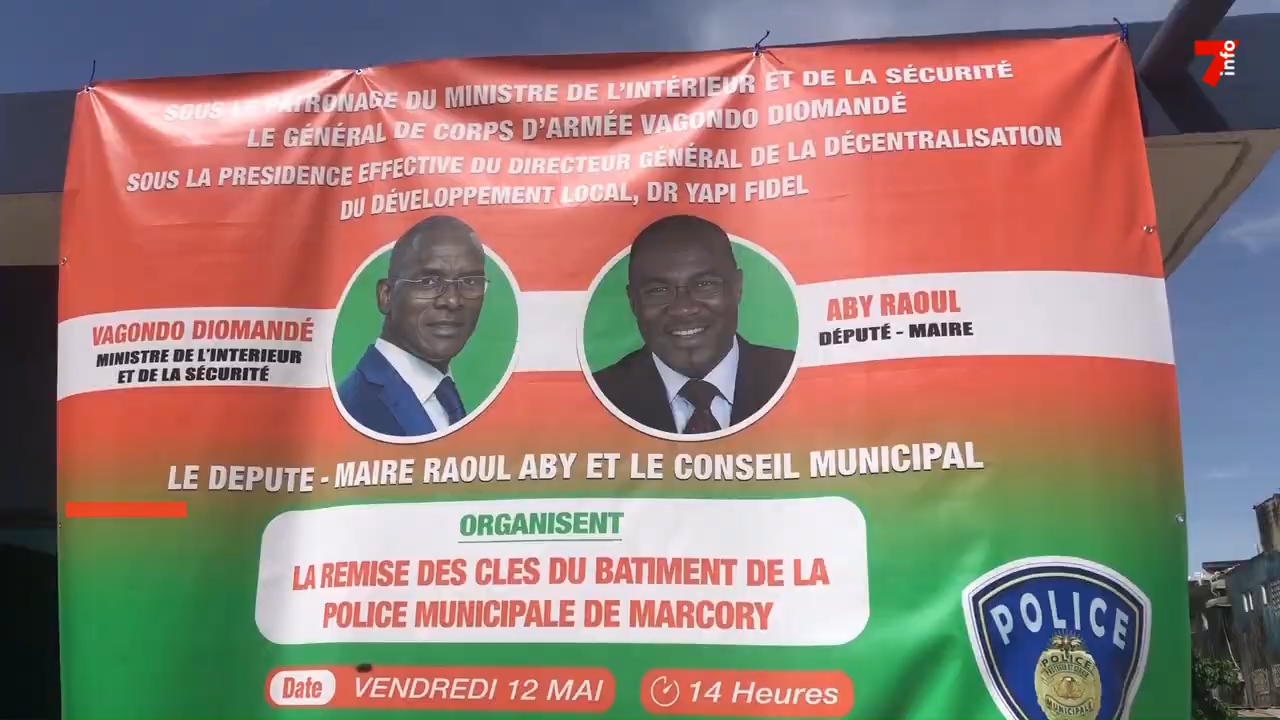 7info
SOUS LE PATRONAGE DU MINISTRE DE L'INTÉRIEUR ET DE LA SÉCURITÉ
LE GÉNÉRAL DE CORPS D'ARMÉE VAGONDO DIOMANDÉ
SOUS LA PRESIDENCE EFFECTIVE DU DIRECTEUR GÉNÉRAL DE LA DÉCENTRALISATION
DU DÉVELOPPEMENT LOCAL, DR YAPI FIDEL
VAGONDO DIOMANDÉ
MINISTRE DE L'INTERIEUR
ET DE LA SÉCURITÉ
ABY RAOUL
DÉPUTÉ - MAIRE
LE DEPUTE - MAIRE RAOUL ABY ET LE CONSEIL MUNICIPAL
ORGANISENT
LA REMISE DES CLES DU BATIMENT DE LA
POLICE MUNICIPALE DE MARCORY
Date VENDREDI 12 MAI
14 Heures
POLICE
POLICE
MUNICIPALE